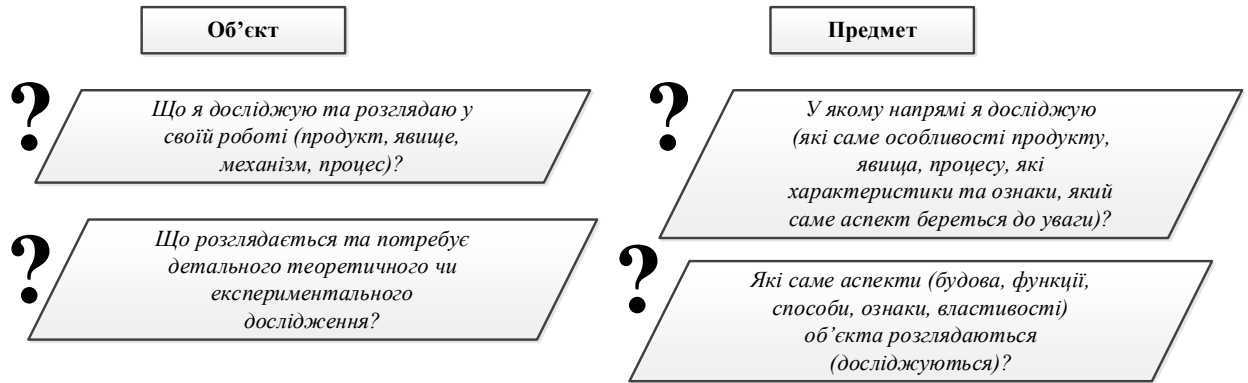 Об’єкт
?
Що я досліджую та розглядаю у
своїй роботі (продукт, явище,
механізм, процес)?
?
Що розглядається та потребує
детального теоретичного чи
експериментального
дослідження?
Предмет
?
У якому напрямі я досліджую
(які саме особливості продукту,
явища, процесу, які
характеристики та ознаки, який
саме аспект береться до уваги)?
?
Які саме аспекти (будова, функції,
способи, ознаки, властивості)
об’єкта розглядаються
(досліджуються)?